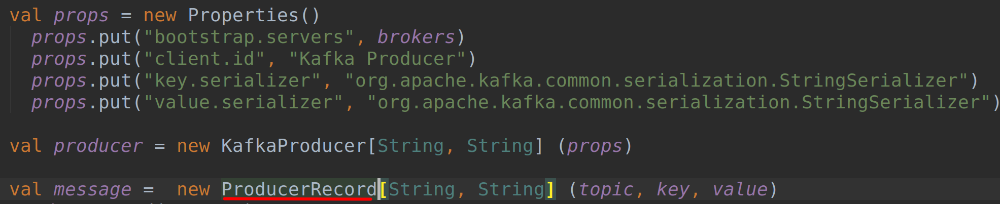 val props = new Properties()
props.put("bootstrap.servers", brokers)
props.put("client.id", "Kafka Producer")
props.put("key.serializer", "org.apache.kafka.common.serialization.StringSerializer")
props.put("value.serializer", "org.apache.kafka.common.serialization.StringSerializer")
val producer = new KafkaProducer[String, String] (props)
val message =  new ProducerRecord[String, String] (topic, key, value)